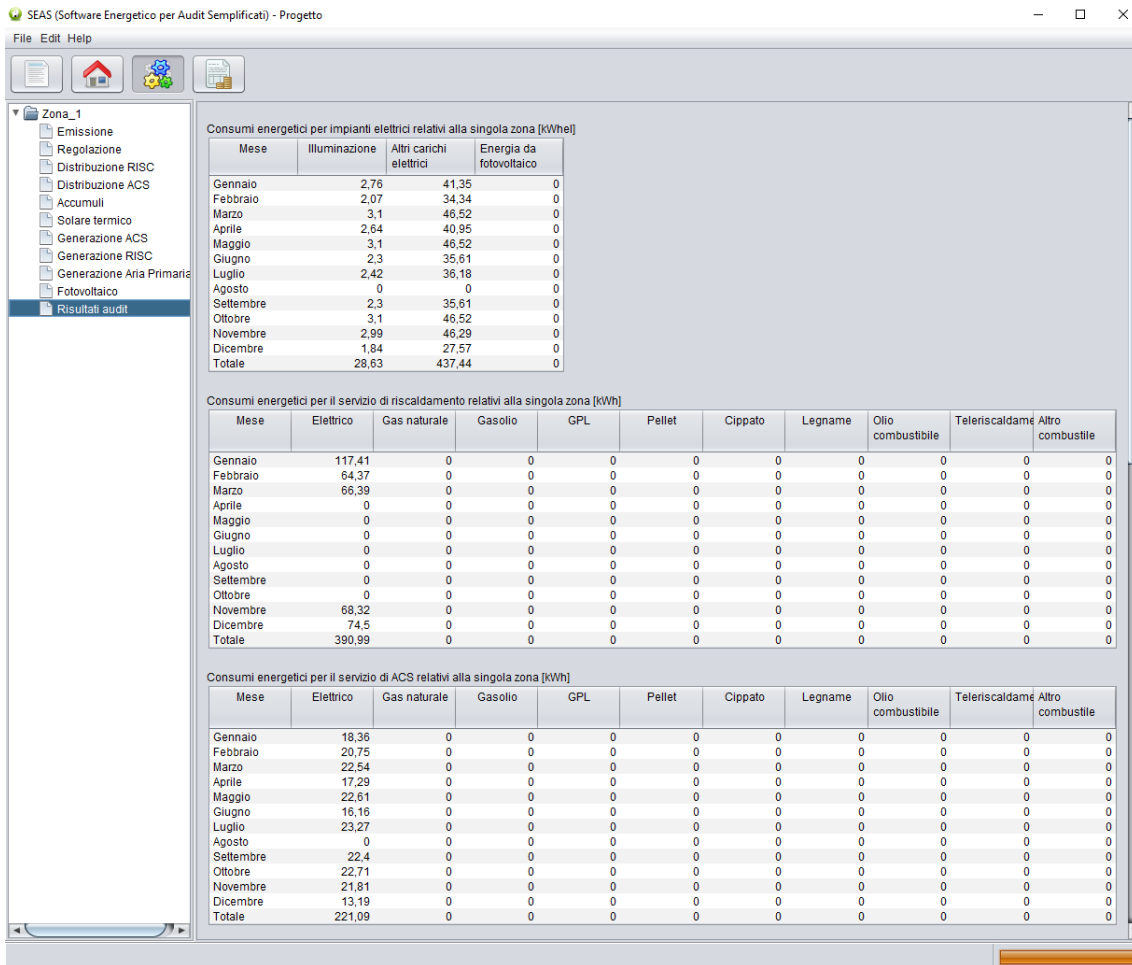 SEAS (Software Energetico per Audit Semplificati) - Progetto
File Edit Help
Zona_1
Emissione
Regolazione
Distribuzione RISC
Distribuzione ACS
Accumuli
Solare termico
Generazione ACS
Generazione RISC
Generazione Aria Primaria
Fotovoltaico
Risultati audit
Consumi energetici per impianti elettrici relativi alla singola zona [kWhel]
Mese Illuminazione Altri carichi elettrici Energia da fotovoltaico
Gennaio 2,76 41,35 0
Febbraio 2,07 34,34 0
Marzo 3,1 46,52 0
Aprile 2,64 40,95 0
Maggio 3,1 46,52 0
Giugno 2,3 35,61 0
Luglio 2,42 36,18 0
Agosto 0 0 0
Settembre 2,3 35,61 0
Ottobre 3,1 46,52 0
Novembre 2,99 46,29 0
Dicembre 1,84 27,57 0
Totale 28,63 437,44 0
Consumi energetici per il servizio di riscaldamento relativi alla singola zona [kWh]
Mese Elettrico Gas naturale Gasolio GPL Pellet Cippato Legname Olio combustibile Teleriscaldame Altro combustile
Gennaio 117,41 0 0 0 0 0 0 0 0 0
Febbraio 64,37 0 0 0 0 0 0 0 0 0
Marzo 66,39 0 0 0 0 0 0 0 0 0
Aprile 0 0 0 0 0 0 0 0 0 0
Maggio 0 0 0 0 0 0 0 0 0 0
Giugno 0 0 0 0 0 0 0 0 0 0
Luglio 0 0 0 0 0 0 0 0 0 0
Agosto 0 0 0 0 0 0 0 0 0 0
Settembre 0 0 0 0 0 0 0 0 0 0
Ottobre 0 0 0 0 0 0 0 0 0 0
Novembre 68,32 0 0 0 0 0 0 0 0 0
Dicembre 74,5 0 0 0 0 0 0 0 0 0
Totale 390,99 0 0 0 0 0 0 0 0 0
Consumi energetici per il servizio di ACS relativi alla singola zona [kWh]
Mese Elettrico Gas naturale Gasolio GPL Pellet Cippato Legname Olio combustibile Teleriscaldame Altro combustile
Gennaio 18,36 0 0 0 0 0 0 0 0 0
Febbraio 20,75 0 0 0 0 0 0 0 0 0
Marzo 22,54 0 0 0 0 0 0 0 0 0
Aprile 17,29 0 0 0 0 0 0 0 0 0
Maggio 22,61 0 0 0 0 0 0 0 0 0
Giugno 16,16 0 0 0 0 0 0 0 0 0
Luglio 23,27 0 0 0 0 0 0 0 0 0
Agosto 0 0 0 0 0 0 0 0 0 0
Settembre 22,4 0 0 0 0 0 0 0 0 0
Ottobre 22,71 0 0 0 0 0 0 0 0 0
Novembre 21,81 0 0 0 0 0 0 0 0 0
Dicembre 13,19 0 0 0 0 0 0 0 0 0
Totale 221,09 0 0 0 0 0 0 0 0 0